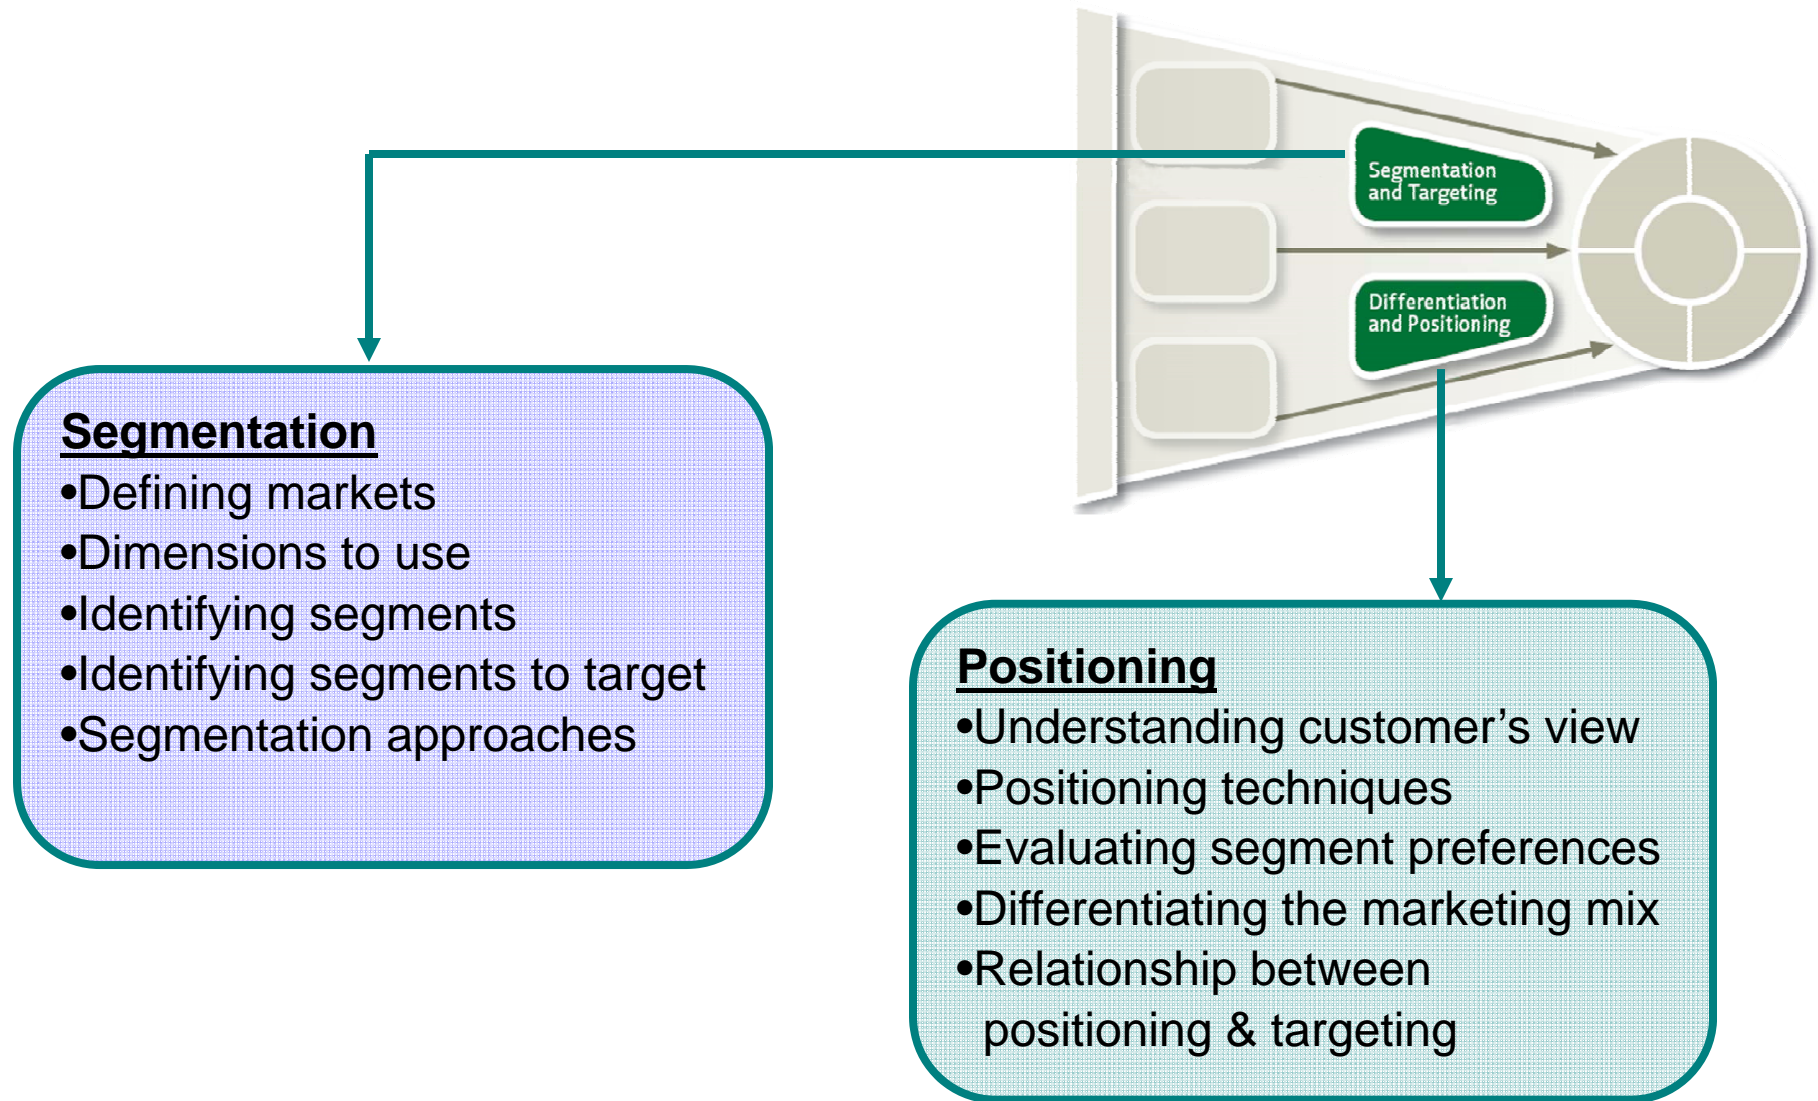 Segmentation
and Targeting
Differentiation
and Positioning
Segmentation
•Defining markets
•Dimensions to use
•Identifying segments
•Identifying segments to target
•Segmentation approaches
Positioning
•Understanding customer’s view
•Positioning techniques
•Evaluating segment preferences
•Differentiating the marketing mix
•Relationship between
positioning & targeting